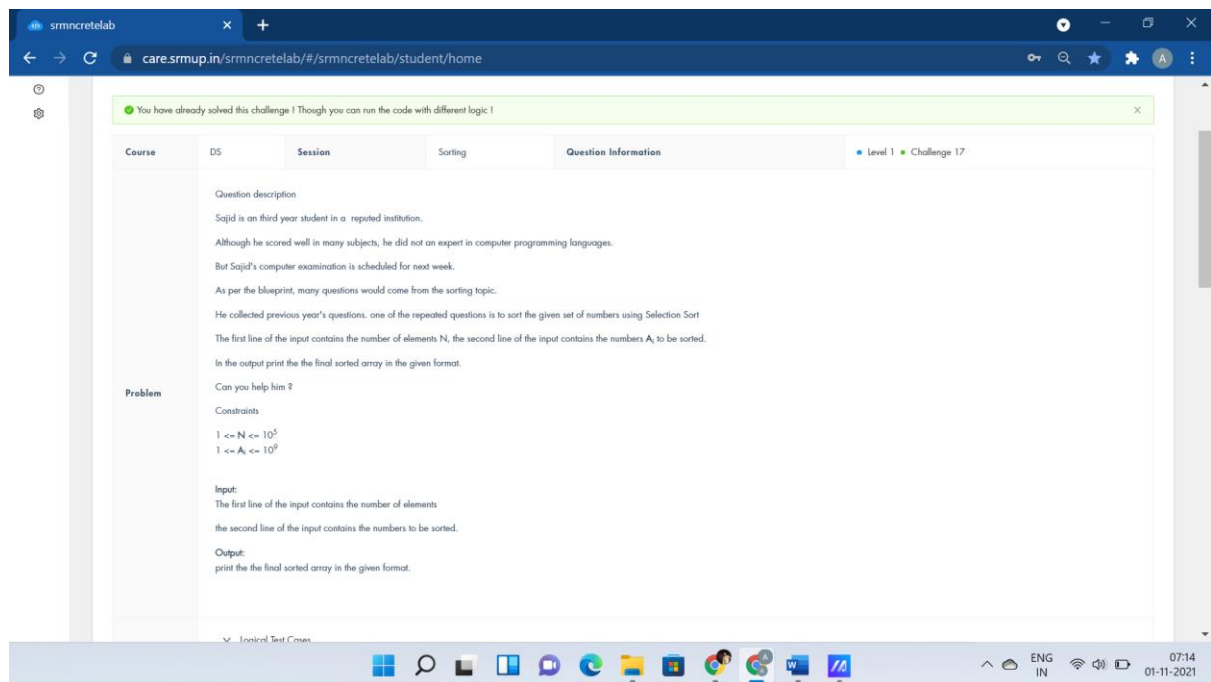 srmncretelab
care.srmup.in/srmncretelab/#/srmncretelab/student/home
A
You have already solved this challenge ! Though you can run the code with different logic !
Course DS Session Sorting Question Information Level 1 Challenge 17
Problem
Question description
Sajid is an third year student in a reputed institution.
Although he scored well in many subjects, he did not an expert in computer programming languages.
But Sajid's computer examination is scheduled for next week.
As per the blueprint, many questions would come from the sorting topic.
He collected previous year's questions. one of the repeated questions is to sort the given set of numbers using Selection Sort
The first line of the input contains the number of elements N, the second line of the input contains the numbers Aᵢ to be sorted.
In the output print the the final sorted array in the given format.
Can you help him ?
Constraints
1 <= N <= 10⁵
1 <= Aᵢ <= 10⁹
Input:
The first line of the input contains the number of elements
the second line of the input contains the numbers to be sorted.
Output:
print the the final sorted array in the given format.
Logical Test Cases
ENG
IN
07:14
01-11-2021